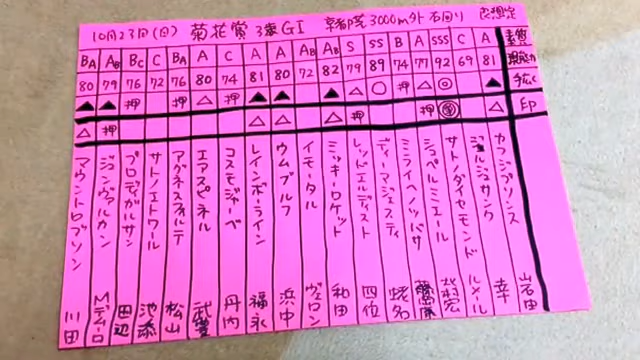 10月23日(日) 菊花賞 3歳GI 京都芝3000m外 右回り 良想定
BA AB BC C BA A C A A AB AB S SS B A SSS C A 素質
80 79 76 72 76 80 74 81 80 72 82 79 89 74 77 92 69 81
▲ ▲ 押 押 △ 押 ▲ ▲ ▲ △ ○ 押 △ ◎ ▲
△ 押 △ △ △ 押 押 ◎ 印
カフジプリンス 岩田
ジョルジュサンク 幸
サトノダイヤモンド ルメール
シュペルミエール 北村宏
ミライヘノツバサ
ディーマジェスティ 蛯名
レッドエルディスト 四位
ミッキーロケット 和田
イモータル ヴェロン
ウムブルフ 浜中
レインボーライン 福永
コスモジャーベ 丹内
エアスピネル 武豊
アグネスフォルテ 松山
サトノエトワール 池添
プロディガルサン 田辺
ジュンヴァルカン Mデムーロ
マウントロブソン 川田